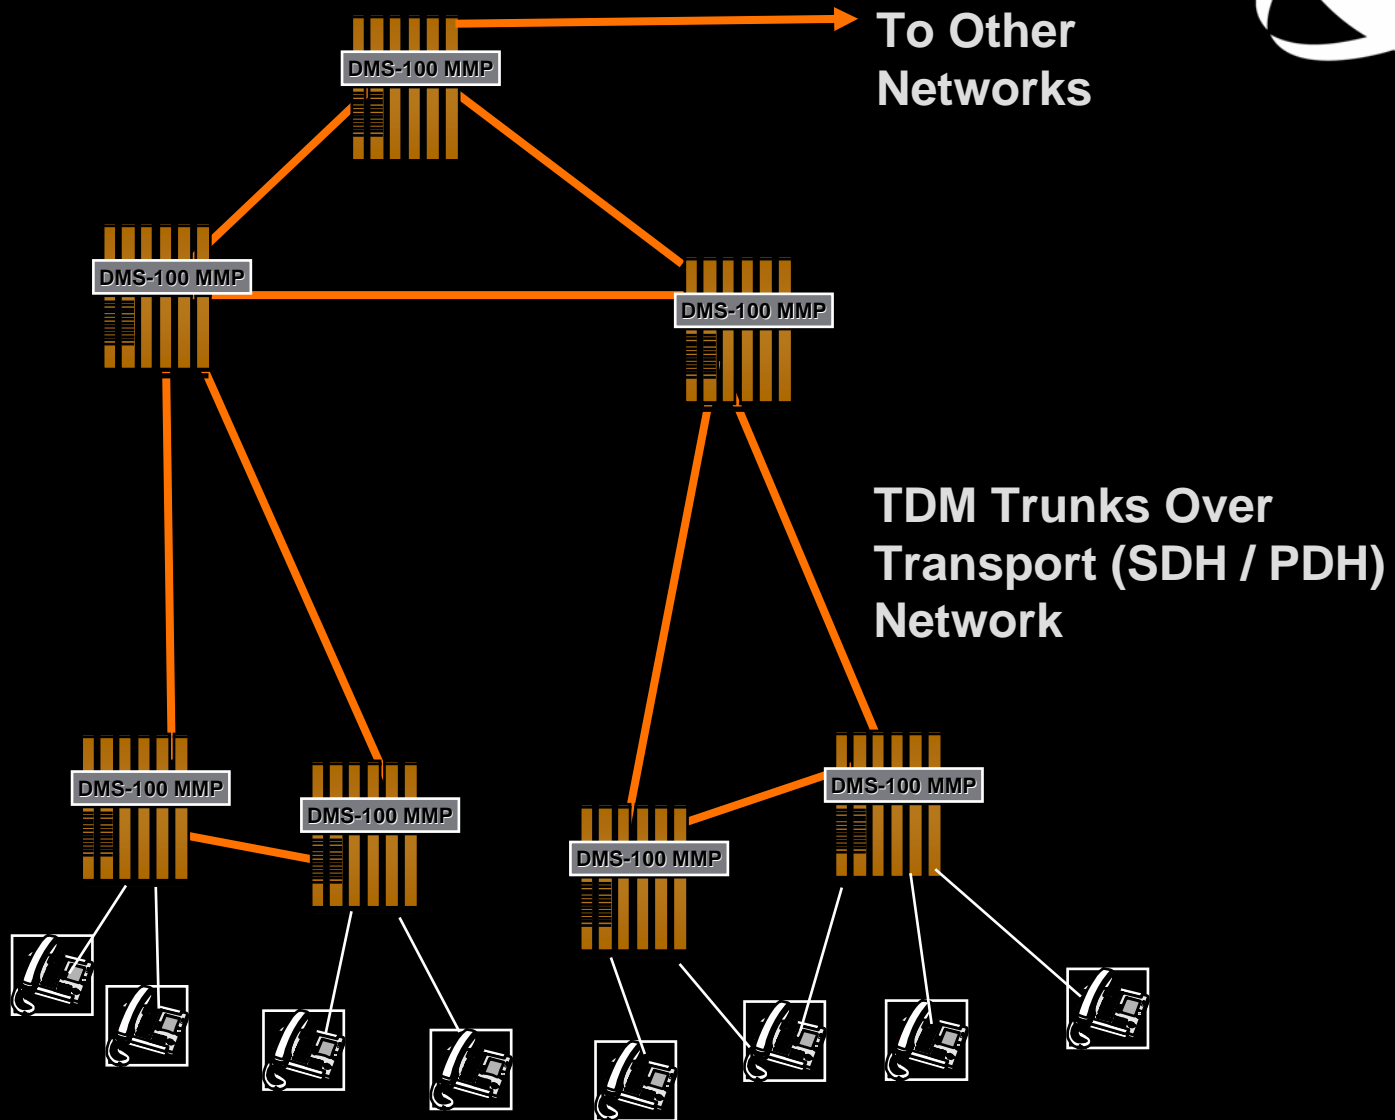 To Other
Networks
DMS-100 MMP
DMS-100 MMP
DMS-100 MMP
TDM Trunks Over
Transport (SDH / PDH)
Network
DMS-100 MMP
DMS-100 MMP
DMS-100 MMP
DMS-100 MMP